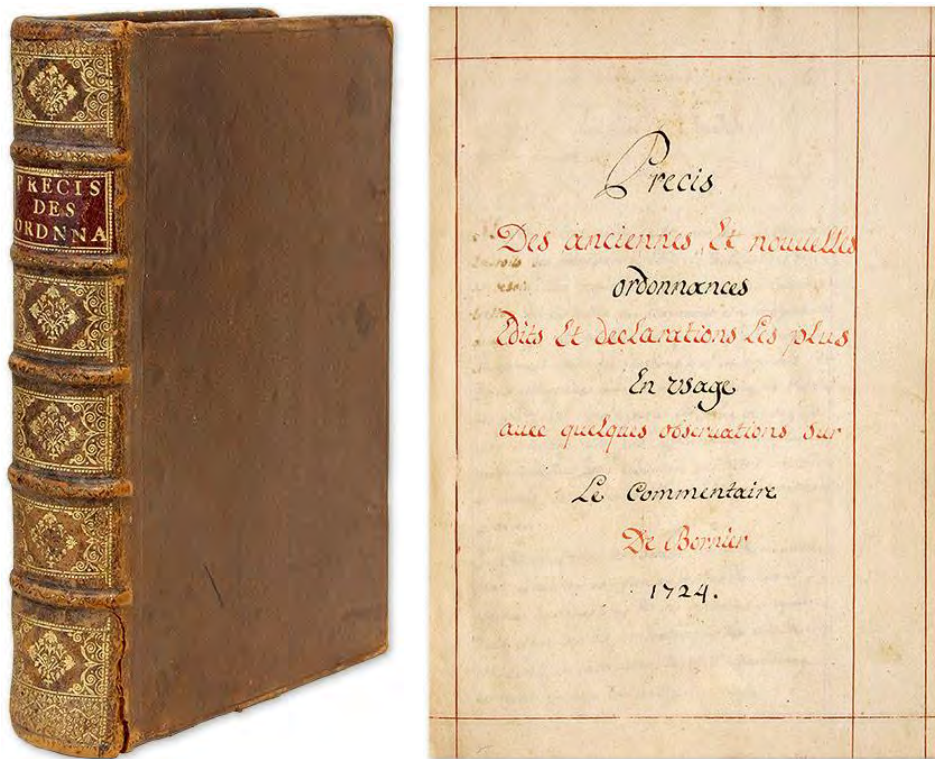 PRECIS
DES
ORDNNA
Precis
Des anciennes, Et nouuelles
ordonnances
Edits Et declarations Les plus
En vsage
auec quelques obseruations sur
Le Commentaire
De Bornier
1724.